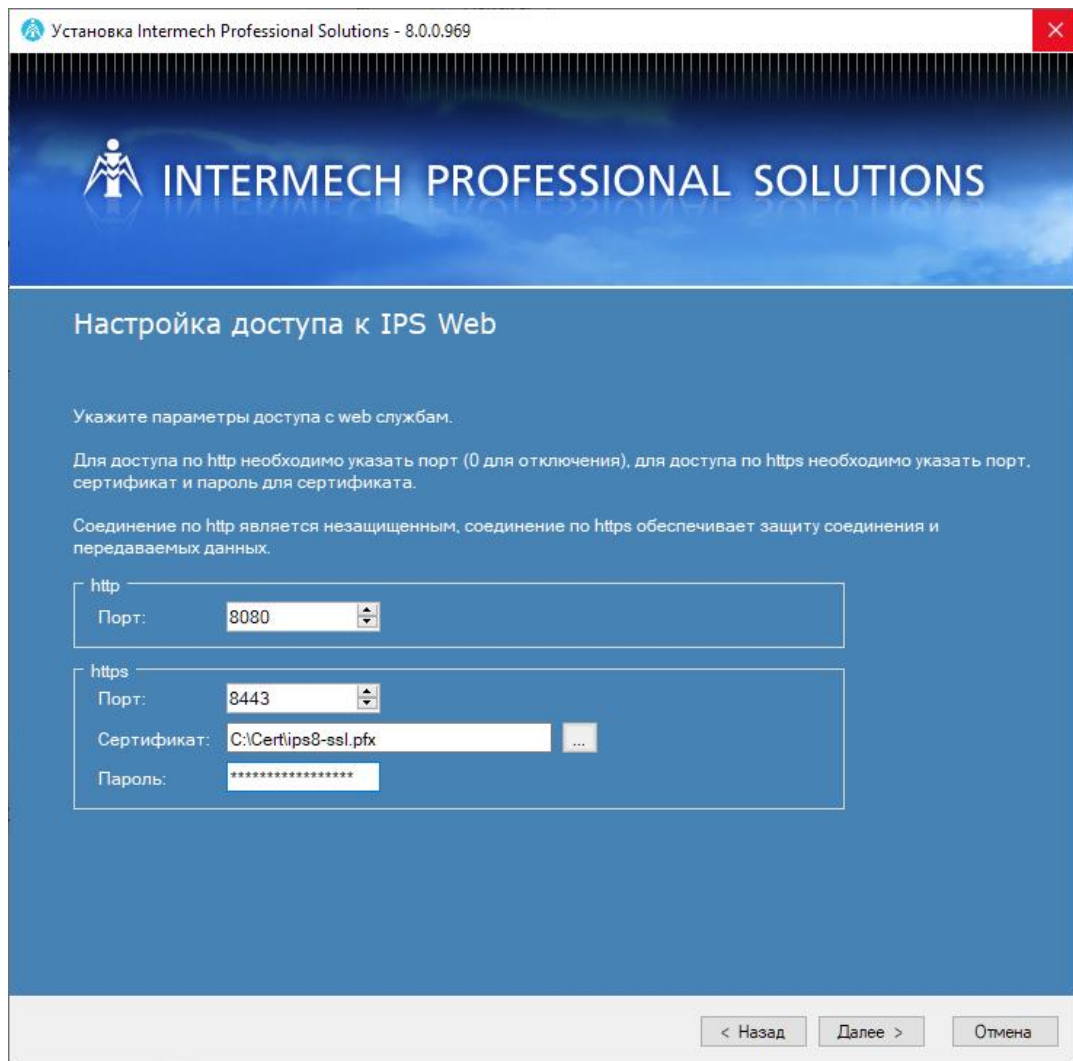 Установка Intermech Professional Solutions - 8.0.0.969
INTERMECH PROFESSIONAL SOLUTIONS
Настройка доступа к IPS Web
Укажите параметры доступа с web службам.
Для доступа по http необходимо указать порт (0 для отключения), для доступа по https необходимо указать порт,
сертификат и пароль для сертификата.
Соединение по http является незащищенным, соединение по https обеспечивает защиту соединения и
передаваемых данных.
http
Порт: 8080
https
Порт: 8443
Сертификат: C:\Cert\ips8-ssl.pfx ...
Пароль: *****************
< Назад Далее > Отмена